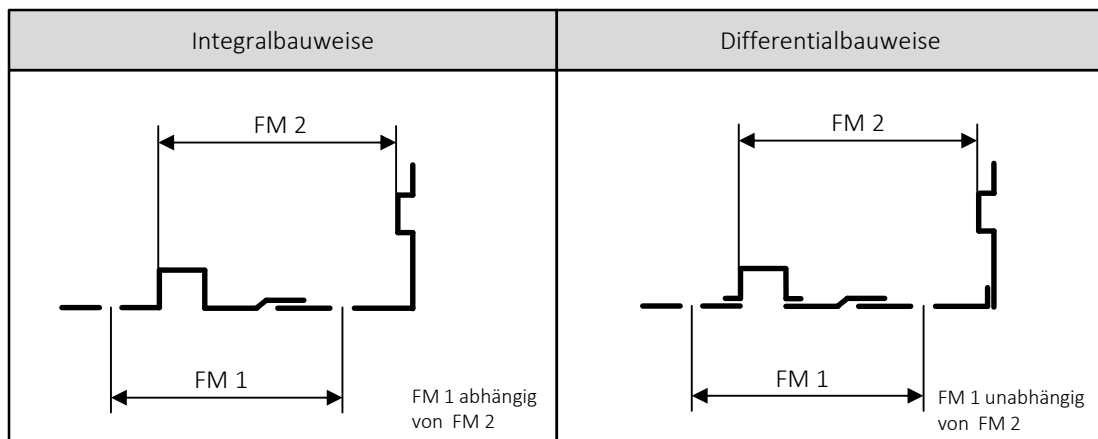 Integralbauweise
Differentialbauweise
FM 2
FM 1
FM 1 abhängig
von FM 2
FM 2
FM 1
FM 1 unabhängig
von FM 2